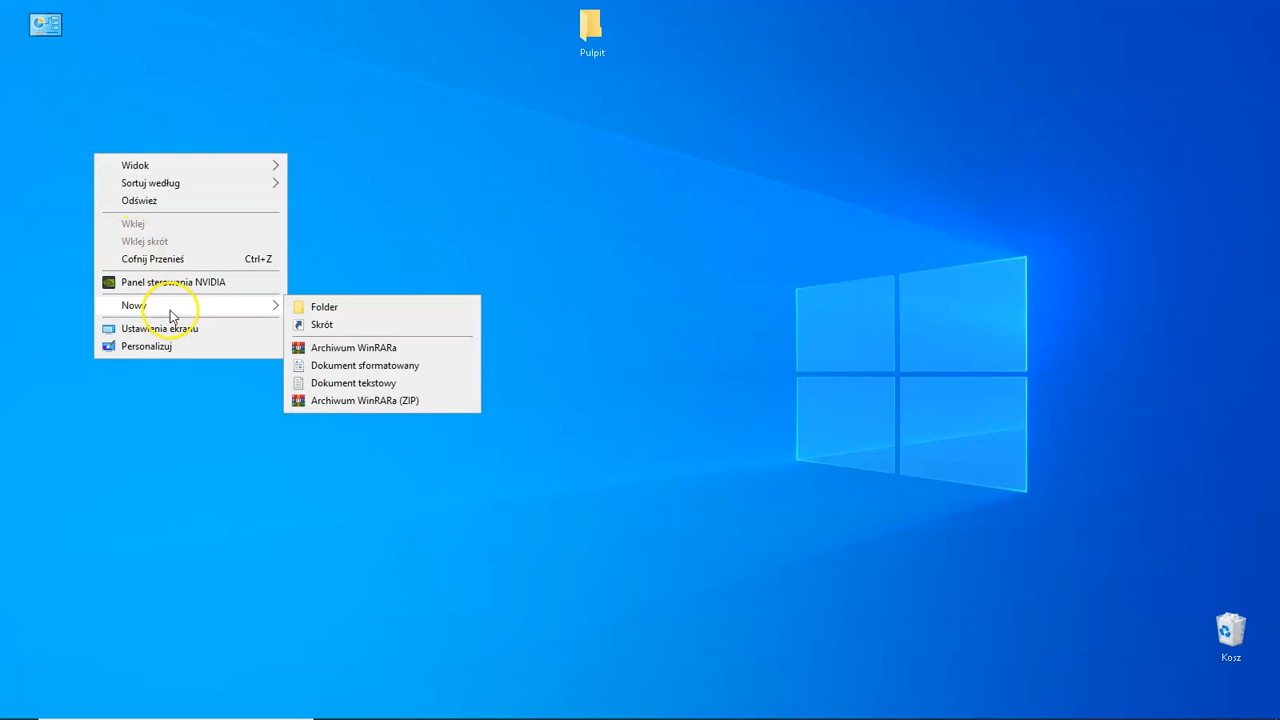 Pulpit
Widok
Sortuj według
Odśwież
Wklej
Wklej skrót
Cofnij Przenieś Ctrl+Z
Panel sterowania NVIDIA
Nowy
Ustawienia ekranu
Personalizuj
Folder
Skrót
Archiwum WinRARa
Dokument sformatowany
Dokument tekstowy
Archiwum WinRARa (ZIP)
Kosz